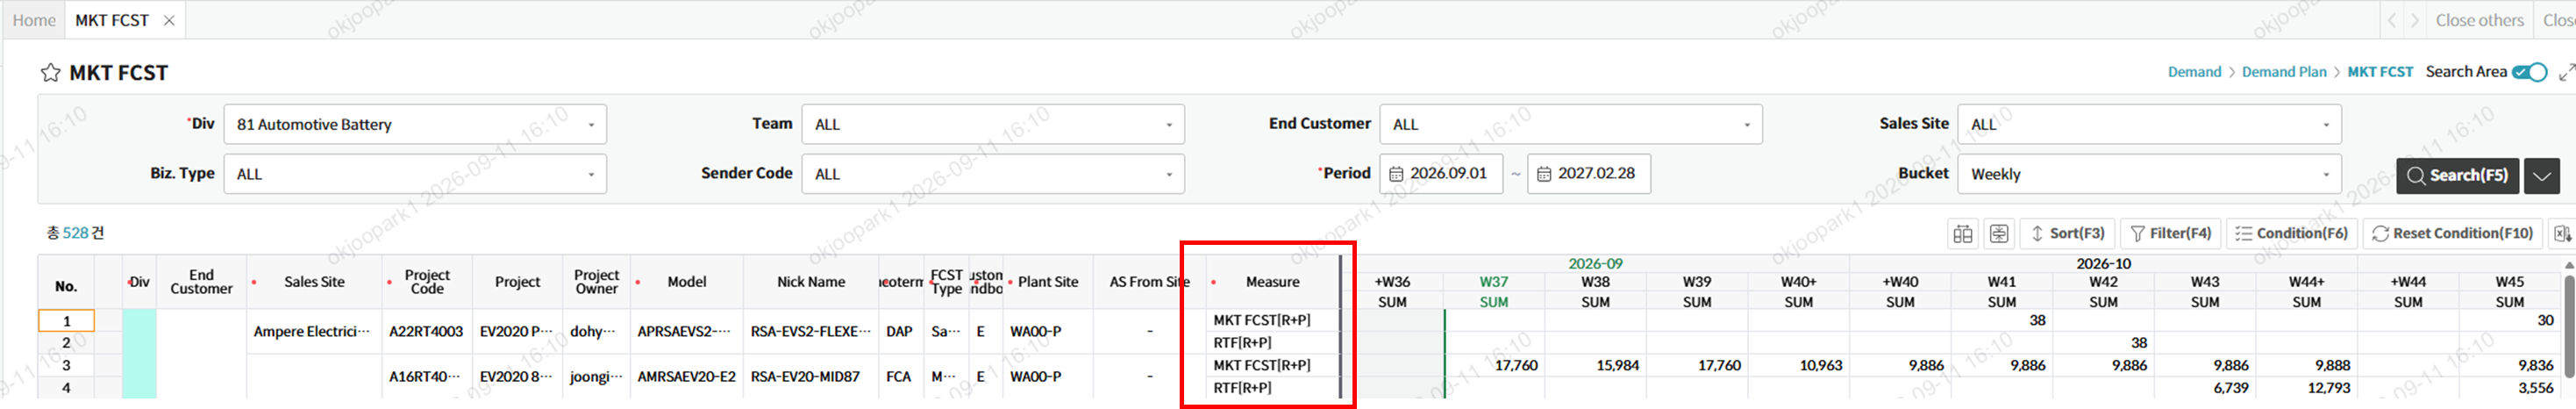 Home MKT FCST Close others
MKT FCST Demand > Demand Plan > MKT FCST Search Area
*Div 81 Automotive Battery Team ALL End Customer ALL Sales Site ALL
Biz. Type ALL Sender Code ALL *Period 2026.09.01 ~ 2027.02.28 Bucket Weekly Search(F5)
총 528 건 Sort(F3) Filter(F4) Condition(F6) Reset Condition(F10)
No. Div End Customer Sales Site Project Code Project Project Owner Model Nick Name FCST Type Plant Site AS From Site Measure
2026-09 2026-10
+W36 W37 W38 W39 W40+ +W40 W41 W42 W43 W44+ +W44 W45
SUM SUM SUM SUM SUM SUM SUM SUM SUM SUM SUM SUM
1 Ampere Electrici··· A22RT4003 EV2020 P··· dohy··· APRSAEVS2-··· RSA-EVS2-FLEXE··· DAP Sa··· E WA00-P - MKT FCST[R+P] 38 30
2 RTF[R+P] 38
3 A16RT40··· EV2020 8··· joongi··· AMRSAEV20-E2 RSA-EV20-MID87 FCA M··· E WA00-P - MKT FCST[R+P] 17,760 15,984 17,760 10,963 9,886 9,886 9,886 9,886 9,888 9,836
4 RTF[R+P] 6,739 12,793 3,556
okjoopark1 2026-09-11 16:10